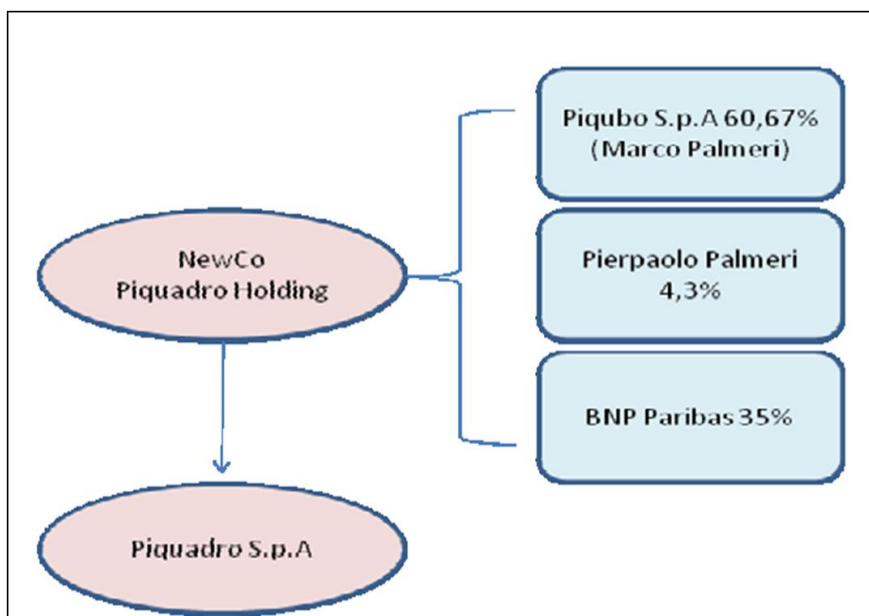 Piqubo S.p.A 60,67%
(Marco Palmeri)
NewCo
Piquadro Holding
Pierpaolo Palmeri
4,3%
BNP Paribas 35%
Piquadro S.p.A